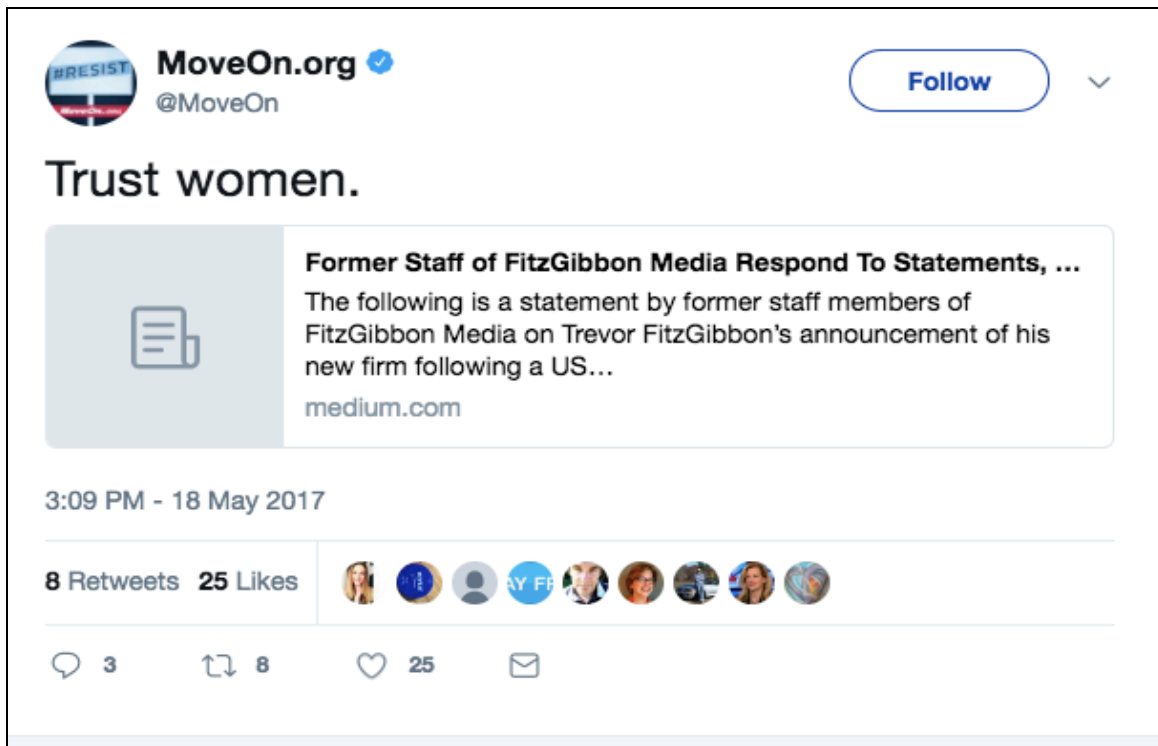 #RESIST
MoveOn.org
@MoveOn
Follow
Trust women.
Former Staff of FitzGibbon Media Respond To Statements, ...
The following is a statement by former staff members of
FitzGibbon Media on Trevor FitzGibbon’s announcement of his
new firm following a US...
medium.com
3:09 PM - 18 May 2017
8 Retweets 25 Likes
AY FR
3 8 25